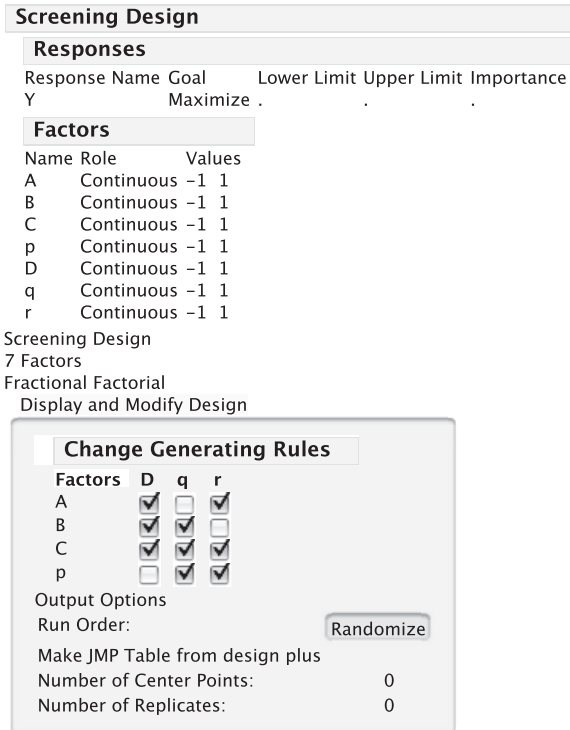 Screening Design
Responses
Response Name Goal Lower Limit Upper Limit Importance
Y Maximize . . .
Factors
Name Role Values
A Continuous −1 1
B Continuous −1 1
C Continuous −1 1
p Continuous −1 1
D Continuous −1 1
q Continuous −1 1
r Continuous −1 1
Screening Design
7 Factors
Fractional Factorial
Display and Modify Design
Change Generating Rules
Factors D q r
A
B
C
p
Output Options
Run Order: Randomize
Make JMP Table from design plus
Number of Center Points: 0
Number of Replicates: 0